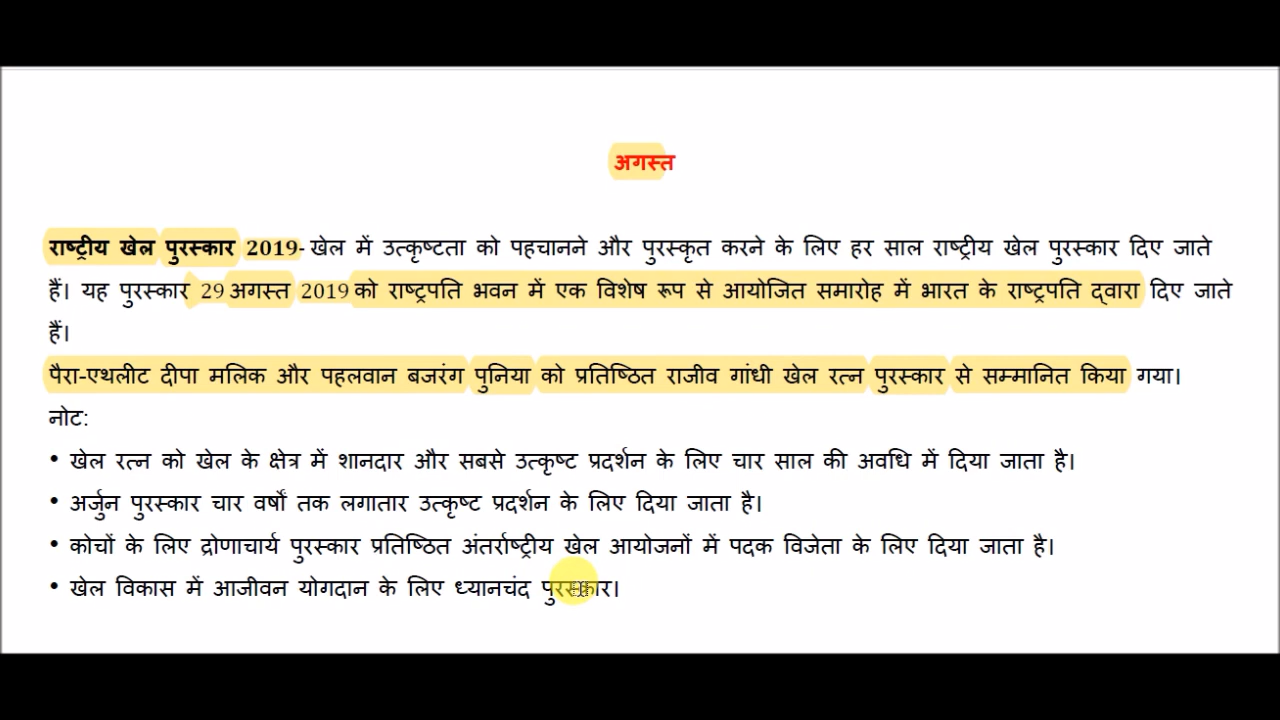 अगस्त
राष्ट्रीय खेल पुरस्कार 2019- खेल में उत्कृष्टता को पहचानने और पुरस्कृत करने के लिए हर साल राष्ट्रीय खेल पुरस्कार दिए जाते
हैं। यह पुरस्कार 29 अगस्त 2019 को राष्ट्रपति भवन में एक विशेष रूप से आयोजित समारोह में भारत के राष्ट्रपति द्वारा दिए जाते
हैं।
पैरा-एथलीट दीपा मलिक और पहलवान बजरंग पुनिया को प्रतिष्ठित राजीव गांधी खेल रत्न पुरस्कार से सम्मानित किया गया।
नोट:
• खेल रत्न को खेल के क्षेत्र में शानदार और सबसे उत्कृष्ट प्रदर्शन के लिए चार साल की अवधि में दिया जाता है।
• अर्जुन पुरस्कार चार वर्षों तक लगातार उत्कृष्ट प्रदर्शन के लिए दिया जाता है।
• कोचों के लिए द्रोणाचार्य पुरस्कार प्रतिष्ठित अंतर्राष्ट्रीय खेल आयोजनों में पदक विजेता के लिए दिया जाता है।
• खेल विकास में आजीवन योगदान के लिए ध्यानचंद पुरस्कार।